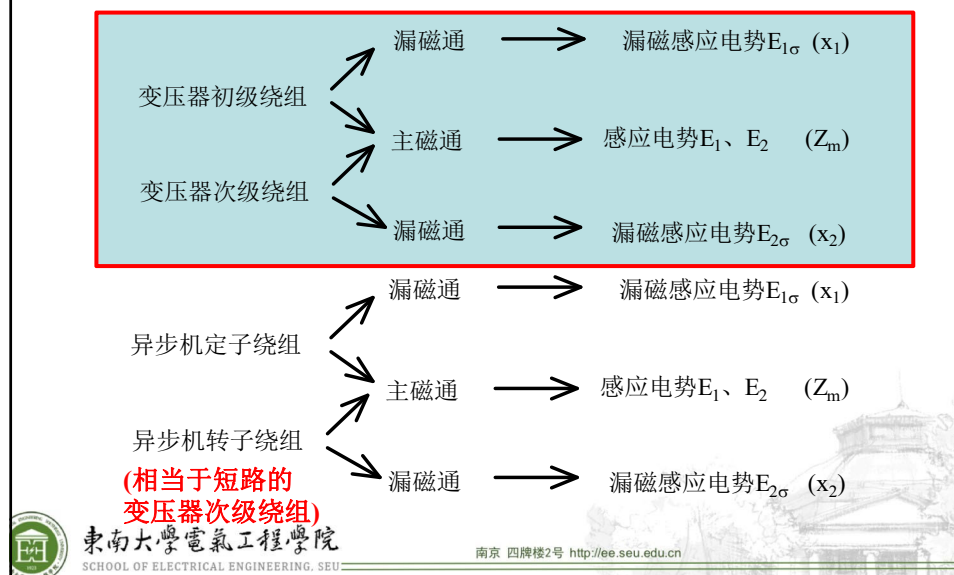 漏磁通 漏磁感应电势E1σ (x1)
变压器初级绕组
主磁通 感应电势E1、E2 (Zm)
变压器次级绕组
漏磁通 漏磁感应电势E2σ (x2)
漏磁通 漏磁感应电势E1σ (x1)
异步机定子绕组
主磁通 感应电势E1、E2 (Zm)
异步机转子绕组
(相当于短路的
变压器次级绕组)
漏磁通 漏磁感应电势E2σ (x2)
東南大學電氣工程學院
SCHOOL OF ELECTRICAL ENGINEERING, SEU
南京 四牌楼2号 http://ee.seu.edu.cn